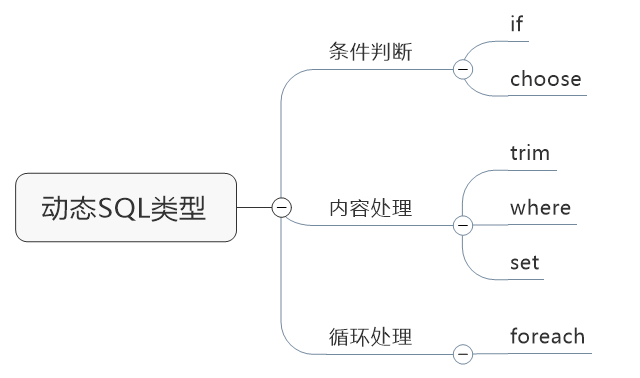 动态SQL类型
条件判断
if
choose
内容处理
trim
where
set
循环处理
foreach